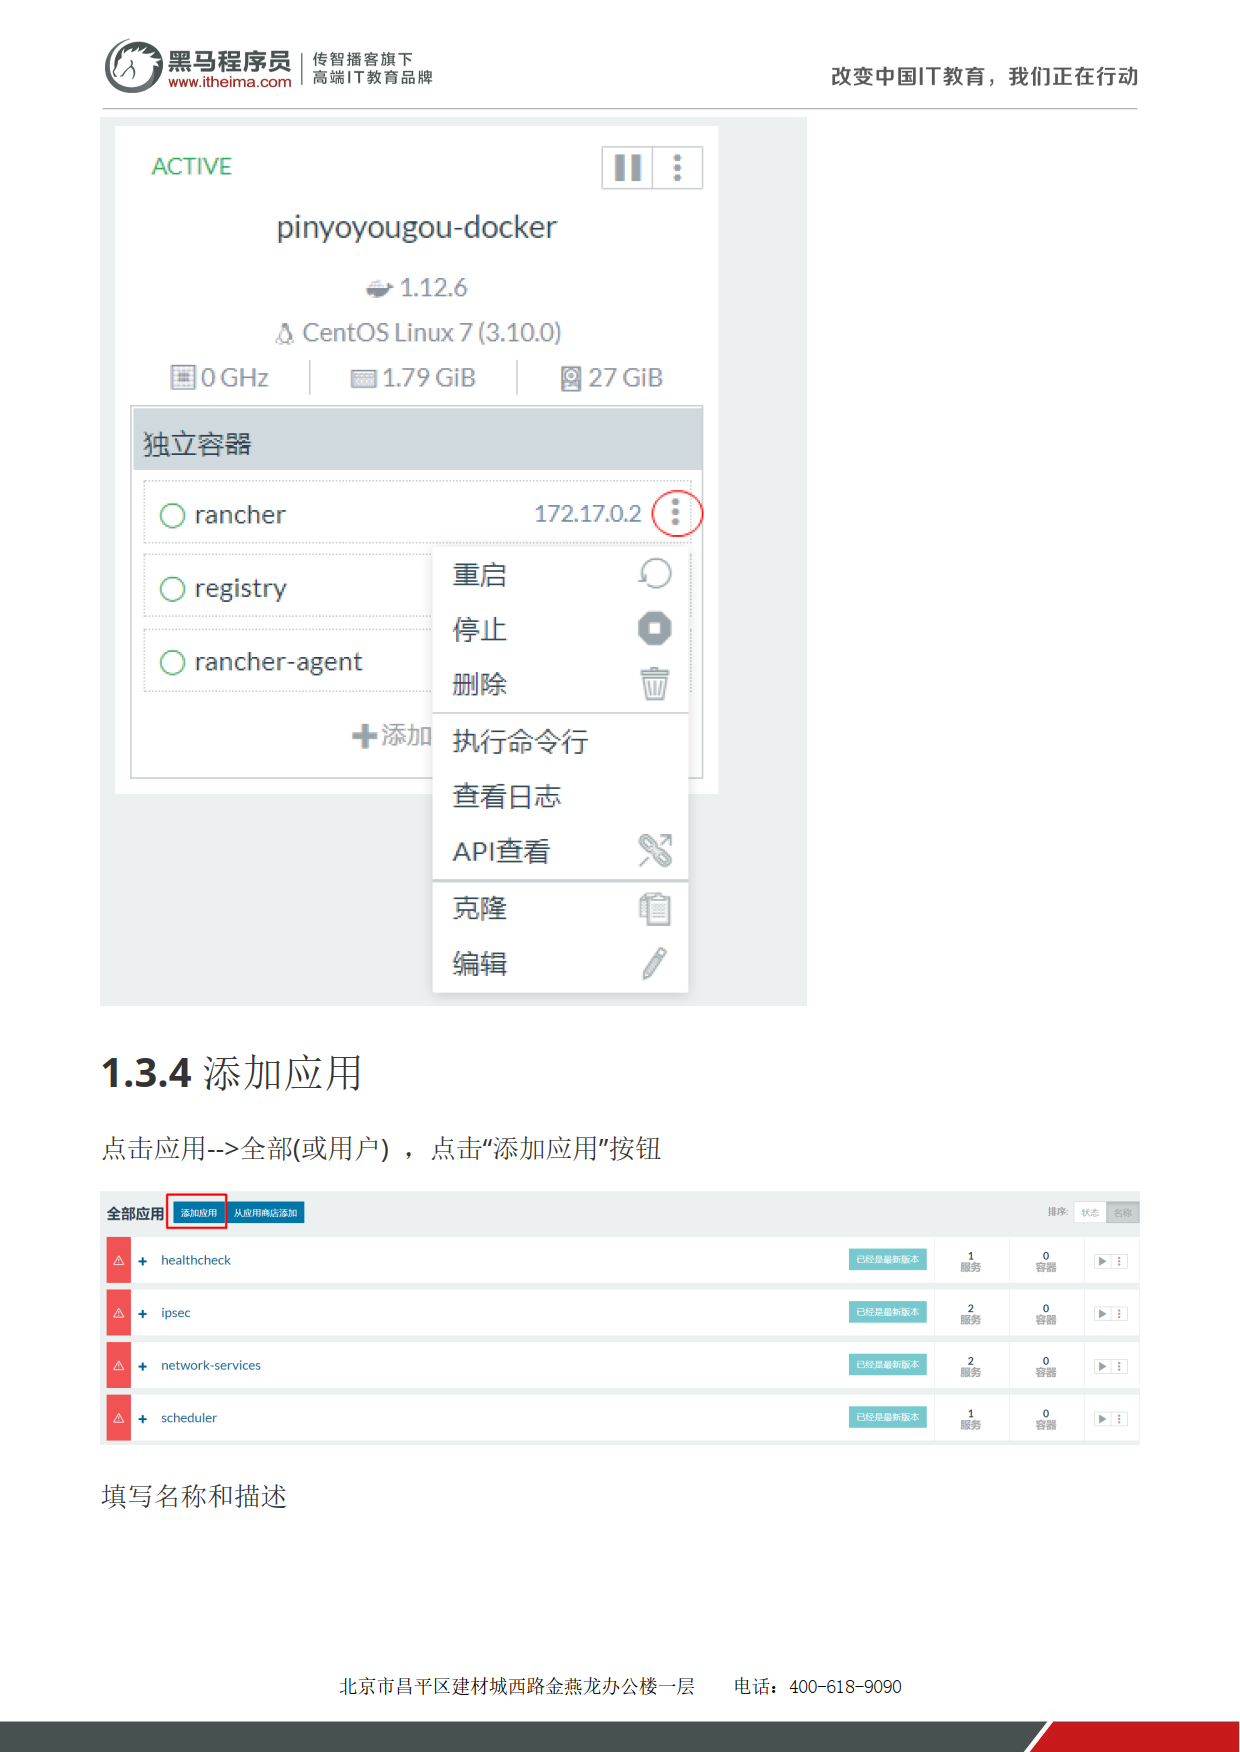 黑马程序员
www.itheima.com
传智播客旗下
高端IT教育品牌
改变中国IT教育，我们正在行动
ACTIVE
pinyoyougou-docker
1.12.6
CentOS Linux 7 (3.10.0)
0 GHz 1.79 GiB 27 GiB
独立容器
rancher 172.17.0.2
重启
registry
停止
rancher-agent
删除
添加
执行命令行
查看日志
API查看
克隆
编辑
1.3.4 添加应用
点击应用-->全部(或用户) ，点击“添加应用”按钮
全部应用 添加应用 从应用商店添加 排序: 状态 名称
+ healthcheck 已经是最新版本 1 服务 0 容器
+ ipsec 已经是最新版本 2 服务 0 容器
+ network-services 已经是最新版本 2 服务 0 容器
+ scheduler 已经是最新版本 1 服务 0 容器
填写名称和描述
北京市昌平区建材城西路金燕龙办公楼一层 电话：400-618-9090